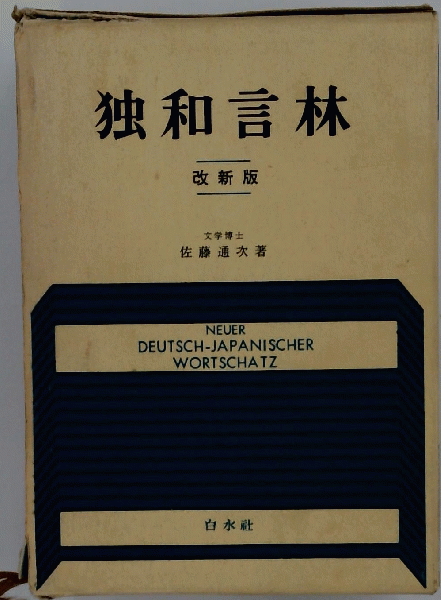 独和言林
改新版
文学博士
佐藤通次著
NEUER
DEUTSCH-JAPANISCHER
WORTSCHATZ
白水社